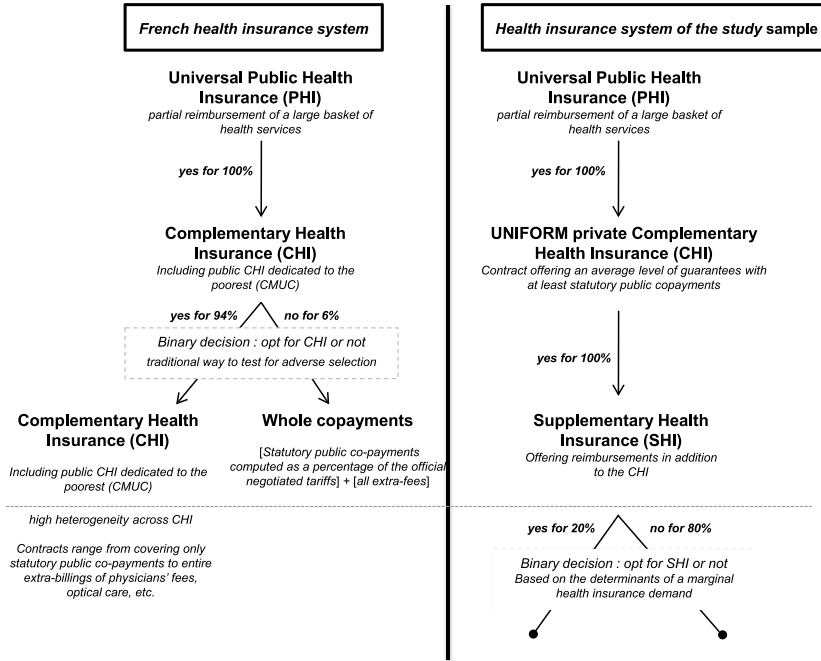 French health insurance system
Universal Public Health
Insurance (PHI)
partial reimbursement of a large basket of
health services
yes for 100%
Complementary Health
Insurance (CHI)
Including public CHI dedicated to the
poorest (CMUC)
yes for 94%
no for 6%
Binary decision : opt for CHI or not
traditional way to test for adverse selection
Complementary Health
Insurance (CHI)
Including public CHI dedicated to the
poorest (CMUC)
Whole copayments
[Statutory public co-payments
computed as a percentage of the official
negotiated tariffs] + [all extra-fees]
high heterogeneity across CHI
Contracts range from covering only
statutory public co-payments to entire
extra-billings of physicians' fees,
optical care, etc.
Health insurance system of the study sample
Universal Public Health
Insurance (PHI)
partial reimbursement of a large basket of
health services
yes for 100%
UNIFORM private Complementary
Health Insurance (CHI)
Contract offering an average level of guarantees with
at least statutory public copayments
yes for 100%
Supplementary Health
Insurance (SHI)
Offering reimbursements in addition
to the CHI
yes for 20%
no for 80%
Binary decision : opt for SHI or not
Based on the determinants of a marginal
health insurance demand